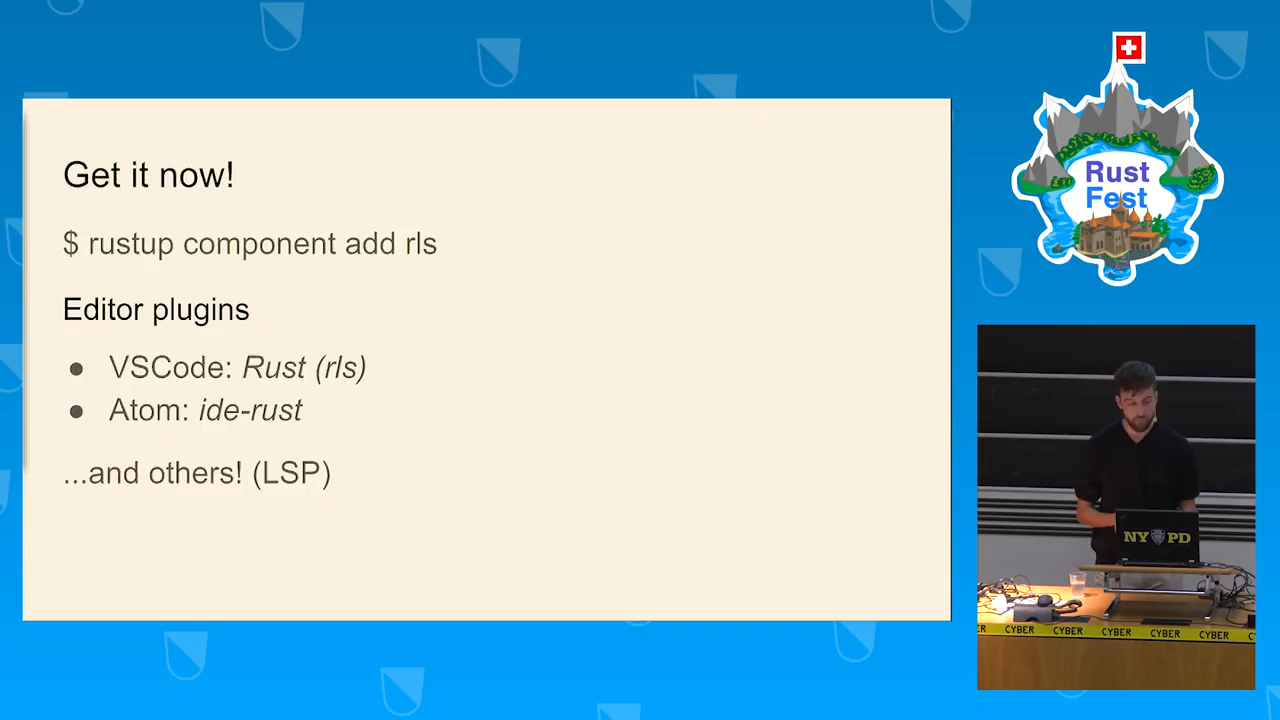 Get it now!
$ rustup component add rls
Editor plugins
● VSCode: Rust (rls)
● Atom: ide-rust
...and others! (LSP)
Rust
Fest
NY PD
ER CYBER CYBER CYBER CYBER CYBER C